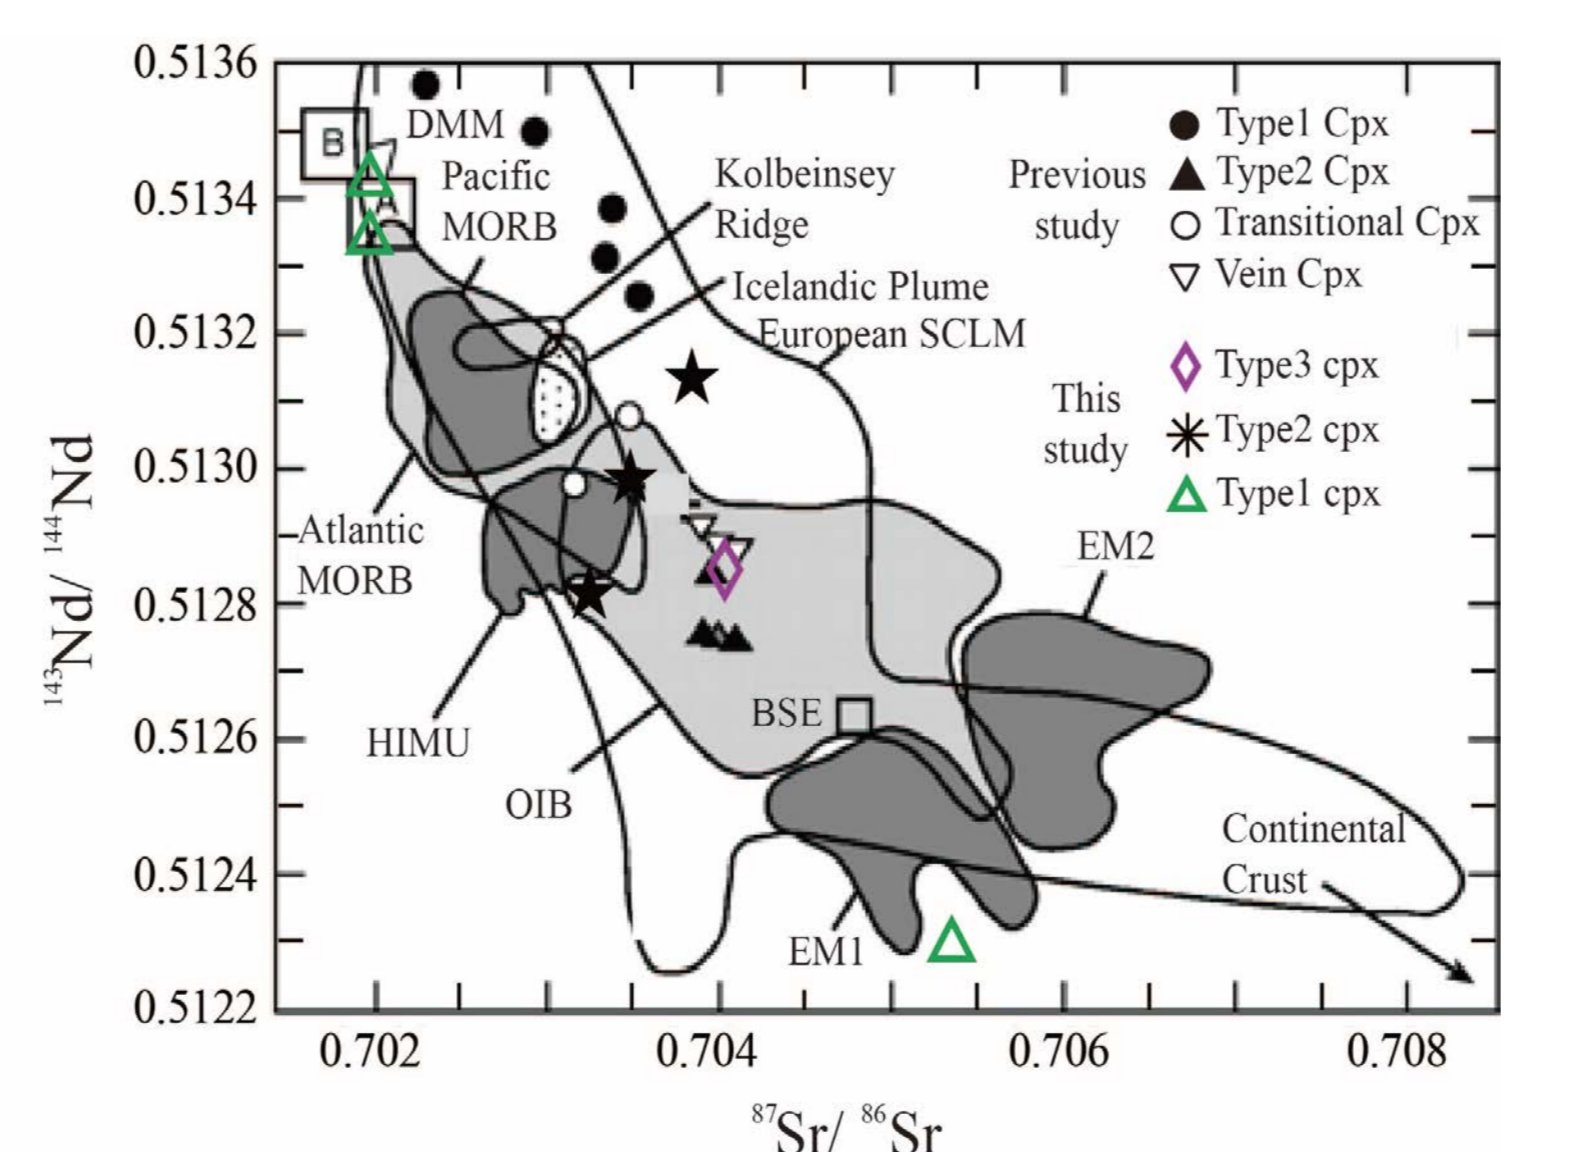 0.5136
0.5134
0.5132
0.5130
0.5128
0.5126
0.5124
0.5122
143Nd/ 144Nd
B
A
DMM
Pacific
MORB
Kolbeinsey
Ridge
Icelandic Plume
European SCLM
Previous
study
Type1 Cpx
Type2 Cpx
Transitional Cpx
Vein Cpx
This
study
Type3 cpx
Type2 cpx
Type1 cpx
Atlantic
MORB
EM2
HIMU
BSE
OIB
EM1
Continental
Crust
0.702
0.704
0.706
0.708
87Sr/ 86Sr